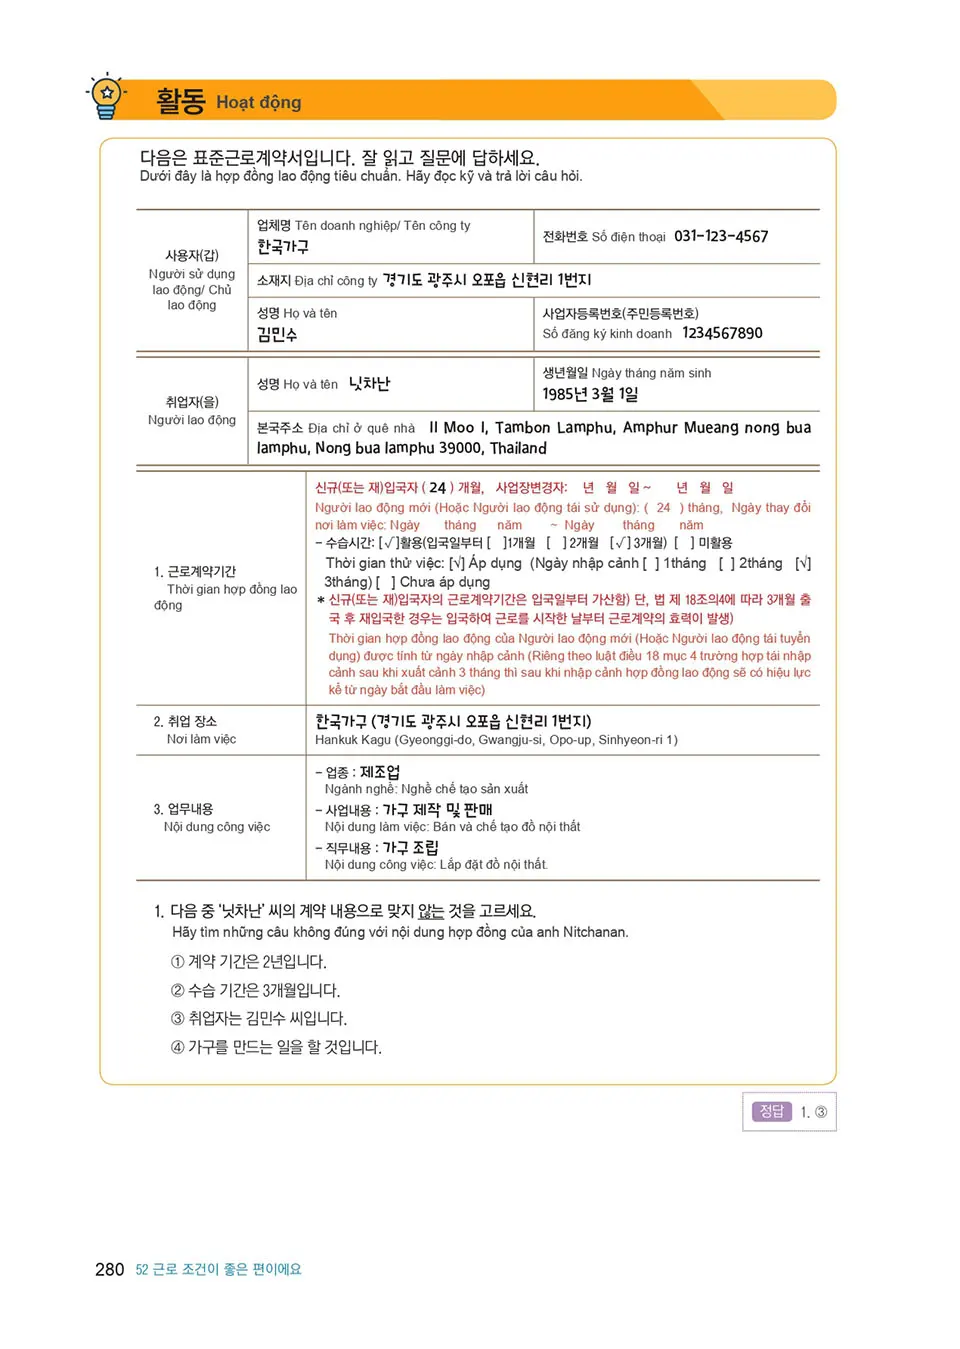 활동 Hoạt động
다음은 표준근로계약서입니다. 잘 읽고 질문에 답하세요.
Dưới đây là hợp đồng lao động tiêu chuẩn. Hãy đọc kỹ và trả lời câu hỏi.
사용자(갑)
Người sử dụng
lao động/ Chủ
lao động
업체명 Tên doanh nghiệp/ Tên công ty
한국가구
전화번호 Số điện thoại 031-123-4567
소재지 Địa chỉ công ty 경기도 광주시 오포읍 신현리 1번지
성명 Họ và tên
김민수
사업자등록번호(주민등록번호)
Số đăng ký kinh doanh 1234567890
취업자(을)
Người lao động
성명 Họ và tên 닛차난
생년월일 Ngày tháng năm sinh
1985년 3월 1일
본국주소 Địa chỉ ở quê nhà II Moo I, Tambon Lamphu, Amphur Mueang nong bua
lamphu, Nong bua lamphu 39000, Thailand
1. 근로계약기간
Thời gian hợp đồng lao
động
신규(또는 재)입국자 ( 24 ) 개월, 사업장변경자: 년 월 일 ~ 년 월 일
Người lao động mới (Hoặc Người lao động tái sử dụng): ( 24 ) tháng, Ngày thay đổi
nơi làm việc: Ngày tháng năm ~ Ngày tháng năm
- 수습시간: [√]활용(입국일부터 [ ]1개월 [ ] 2개월 [√] 3개월) [ ] 미활용
Thời gian thử việc: [√] Áp dụng (Ngày nhập cảnh [ ] 1tháng [ ] 2tháng [√]
3tháng) [ ] Chưa áp dụng
* 신규(또는 재)입국자의 근로계약기간은 입국일부터 가산함) 단, 법 제 18조의4에 따라 3개월 출
국 후 재입국한 경우는 입국하여 근로를 시작한 날부터 근로계약의 효력이 발생)
Thời gian hợp đồng lao động của Người lao động mới (Hoặc Người lao động tái tuyển
dụng) được tính từ ngày nhập cảnh (Riêng theo luật điều 18 mục 4 trường hợp tái nhập
cảnh sau khi xuất cảnh 3 tháng thì sau khi nhập cảnh hợp đồng lao động sẽ có hiệu lực
kể từ ngày bắt đầu làm việc)
2. 취업 장소
Nơi làm việc
한국가구 (경기도 광주시 오포읍 신현리 1번지)
Hankuk Kagu (Gyeonggi-do, Gwangju-si, Opo-up, Sinhyeon-ri 1)
3. 업무내용
Nội dung công việc
- 업종 : 제조업
Ngành nghề: Nghề chế tạo sản xuất
- 사업내용 : 가구 제작 및 판매
Nội dung làm việc: Bán và chế tạo đồ nội thất
- 직무내용 : 가구 조립
Nội dung công việc: Lắp đặt đồ nội thất.
1. 다음 중 '닛차난' 씨의 계약 내용으로 맞지 않는 것을 고르세요.
Hãy tìm những câu không đúng với nội dung hợp đồng của anh Nitchanan.
① 계약 기간은 2년입니다.
② 수습 기간은 3개월입니다.
③ 취업자는 김민수 씨입니다.
④ 가구를 만드는 일을 할 것입니다.
정답 1. ③
280 52 근로 조건이 좋은 편이에요